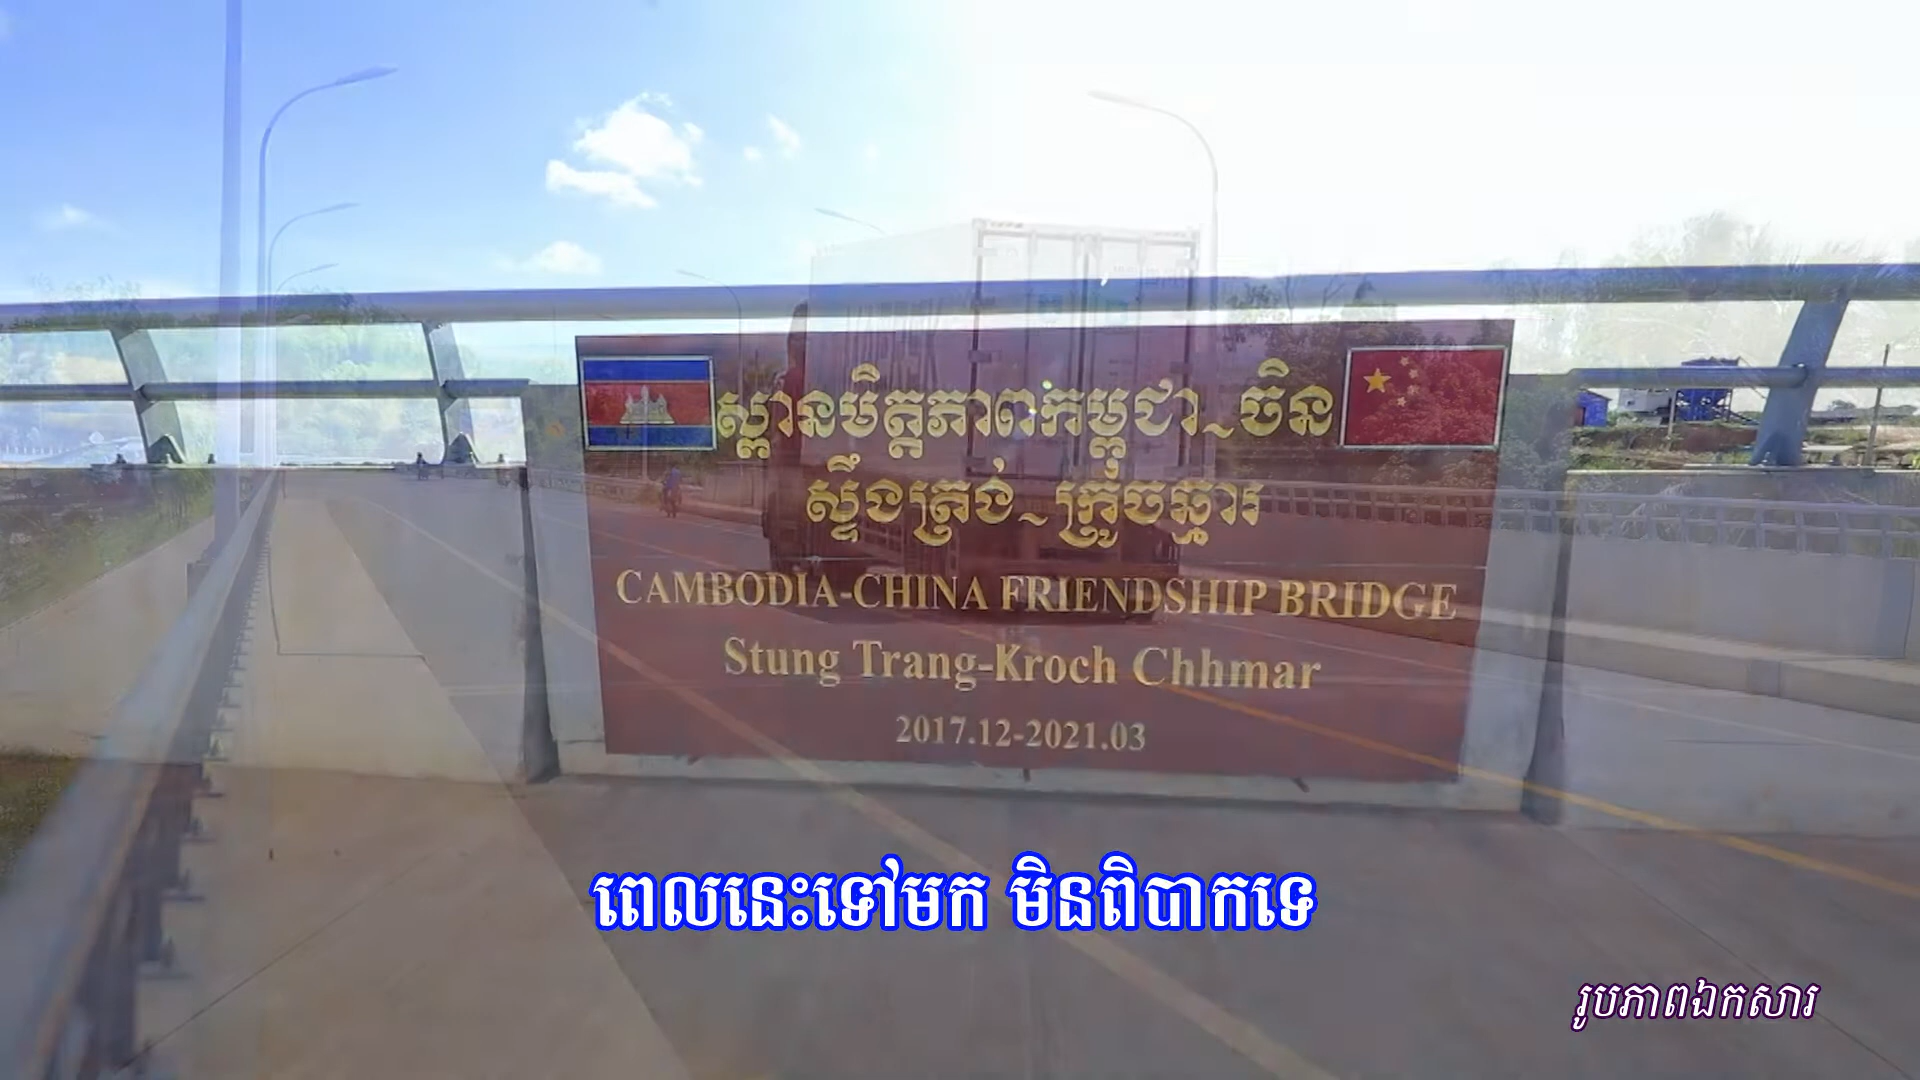 ស្ពានមិត្តភាពកម្ពុជា-ចិន
ស្ទឹងត្រង់-ក្រូចឆ្មារ
CAMBODIA-CHINA FRIENDSHIP BRIDGE
Stung Trang-Kroch Chhmar
2017.12-2021.03
ពេលនេះទៅមក មិនពិបាកទេ
រូបភាពឯកសារ